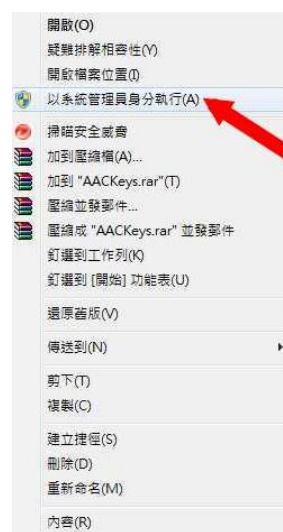 開啟(O)
疑難排解相容性(Y)
開啟檔案位置(I)
以系統管理員身分執行(A)
掃瞄安全威脅
加到壓縮檔(A)...
加到 "AACKeys.rar"(T)
壓縮並發郵件...
壓縮成 "AACKeys.rar" 並發郵件
釘選到工作列(K)
釘選到 [開始] 功能表(U)
還原舊版(V)
傳送到(N)
剪下(T)
複製(C)
建立捷徑(S)
刪除(D)
重新命名(M)
內容(R)